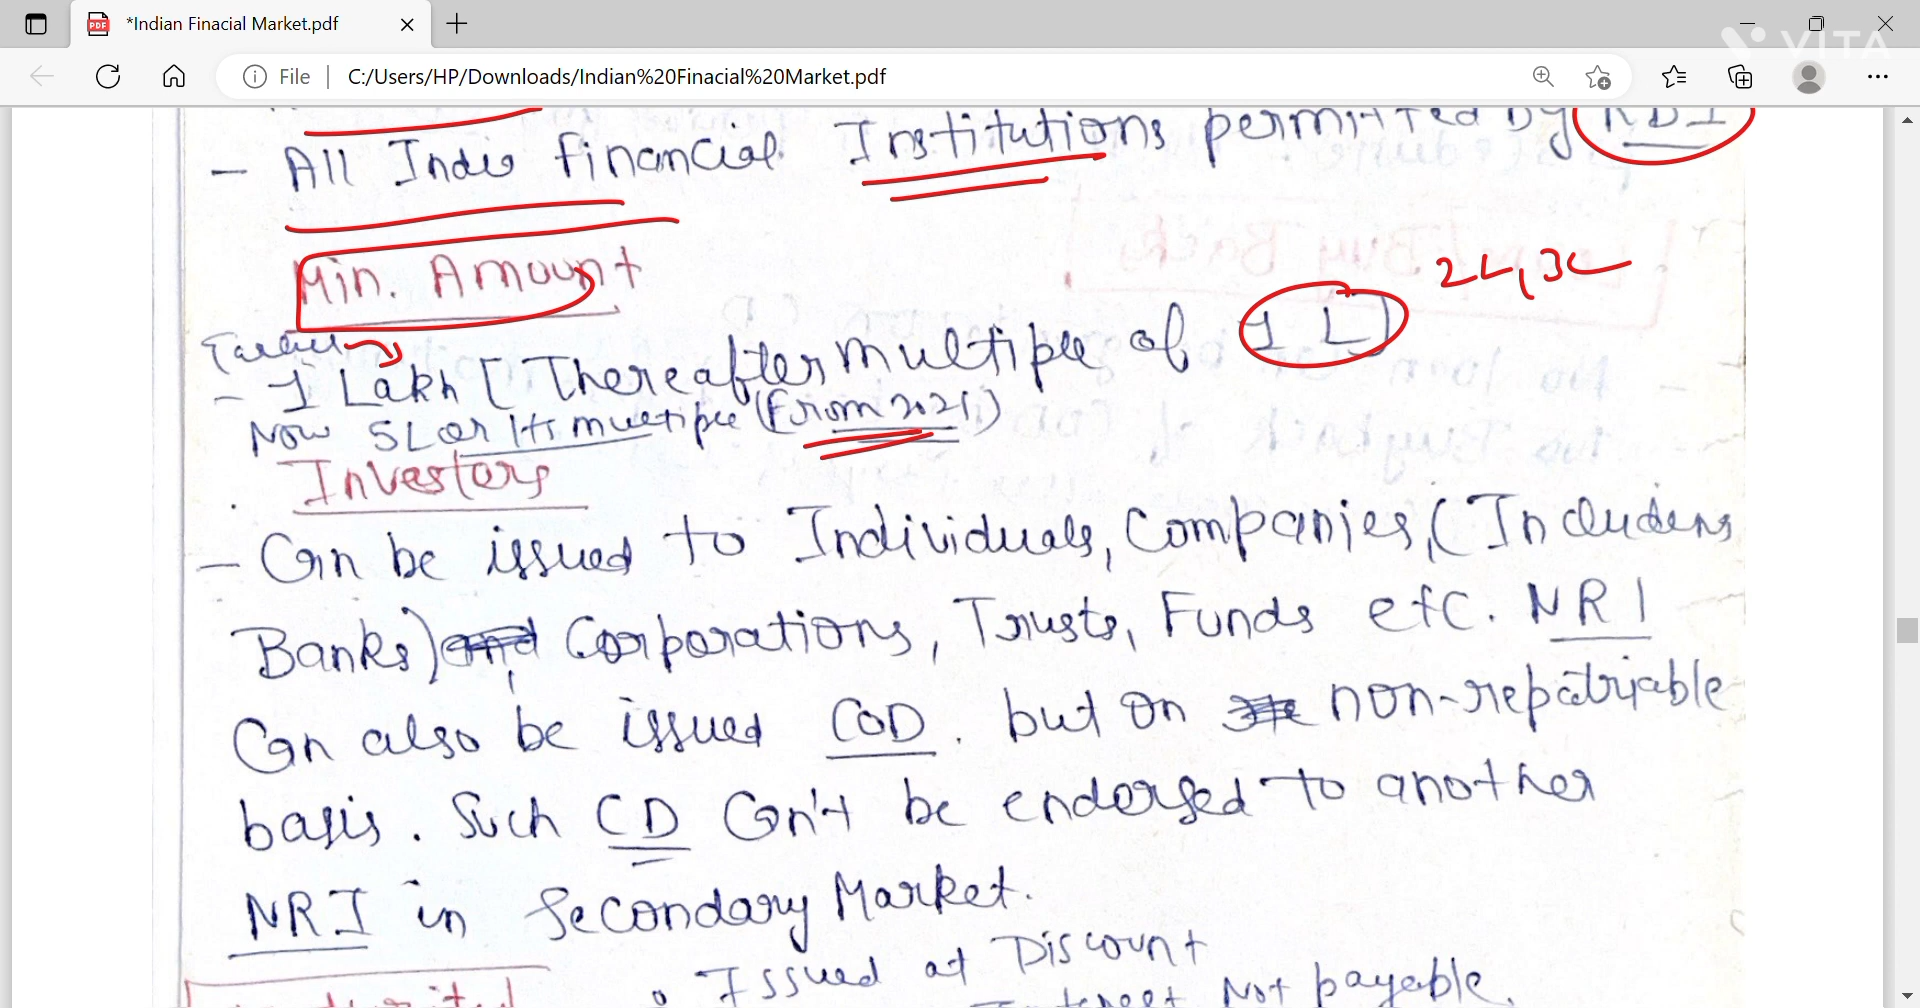 *Indian Finacial Market.pdf
VITA
File | C:/Users/HP/Downloads/Indian%20Finacial%20Market.pdf
- All India financial Institutions permitted by RBI
Min. Amount
2L, 3L
- 1 Lakh [Thereafter multiple of 1 L]
Now 5L or its multiple (from 2021)
Investors
- Can be issued to Individuals, Companies, (Including
Banks) Corporations, Trusts, Funds etc. NRI
Can also be issued COD. but on non-repatriable
basis. Such CD Can't be endorsed to another
NRI in Secondary Market.
• Issued at Discount
Interest Not payable.